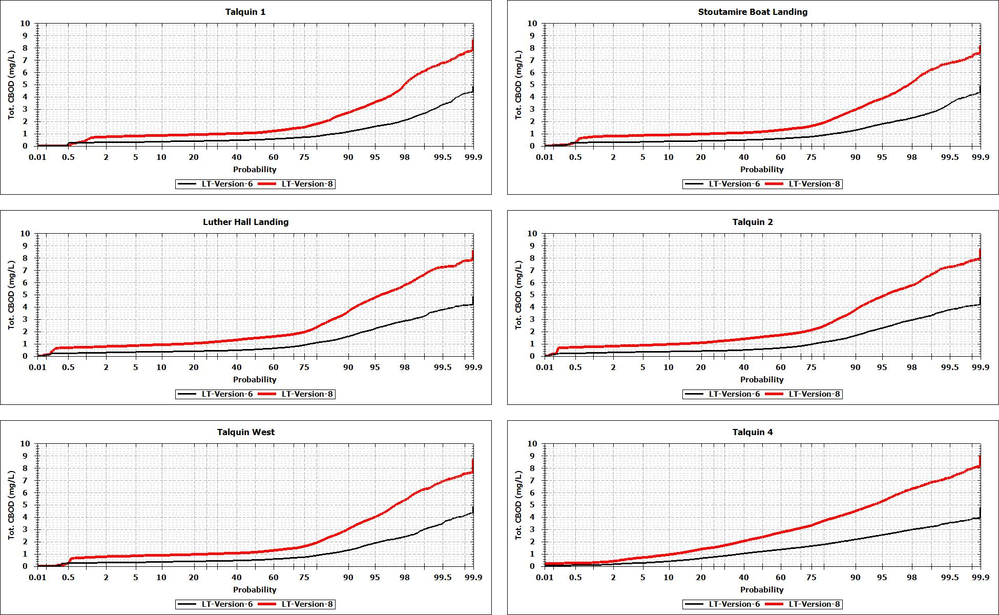 Talquin 1
Tot. CBOD (mg/L)
10
9
8
7
6
5
4
3
2
1
0
0.01 0.5 2 5 10 20 40 60 75 90 95 98 99.5 99.9
Probability
LT-Version-6 LT-Version-8
Stoutamire Boat Landing
Tot. CBOD (mg/L)
10
9
8
7
6
5
4
3
2
1
0
0.01 0.5 2 5 10 20 40 60 75 90 95 98 99.5 99.9
Probability
LT-Version-6 LT-Version-8
Luther Hall Landing
Tot. CBOD (mg/L)
10
9
8
7
6
5
4
3
2
1
0
0.01 0.5 2 5 10 20 40 60 75 90 95 98 99.5 99.9
Probability
LT-Version-6 LT-Version-8
Talquin 2
Tot. CBOD (mg/L)
10
9
8
7
6
5
4
3
2
1
0
0.01 0.5 2 5 10 20 40 60 75 90 95 98 99.5 99.9
Probability
LT-Version-6 LT-Version-8
Talquin West
Tot. CBOD (mg/L)
10
9
8
7
6
5
4
3
2
1
0
0.01 0.5 2 5 10 20 40 60 75 90 95 98 99.5 99.9
Probability
LT-Version-6 LT-Version-8
Talquin 4
Tot. CBOD (mg/L)
10
9
8
7
6
5
4
3
2
1
0
0.01 0.5 2 5 10 20 40 60 75 90 95 98 99.5 99.9
Probability
LT-Version-6 LT-Version-8